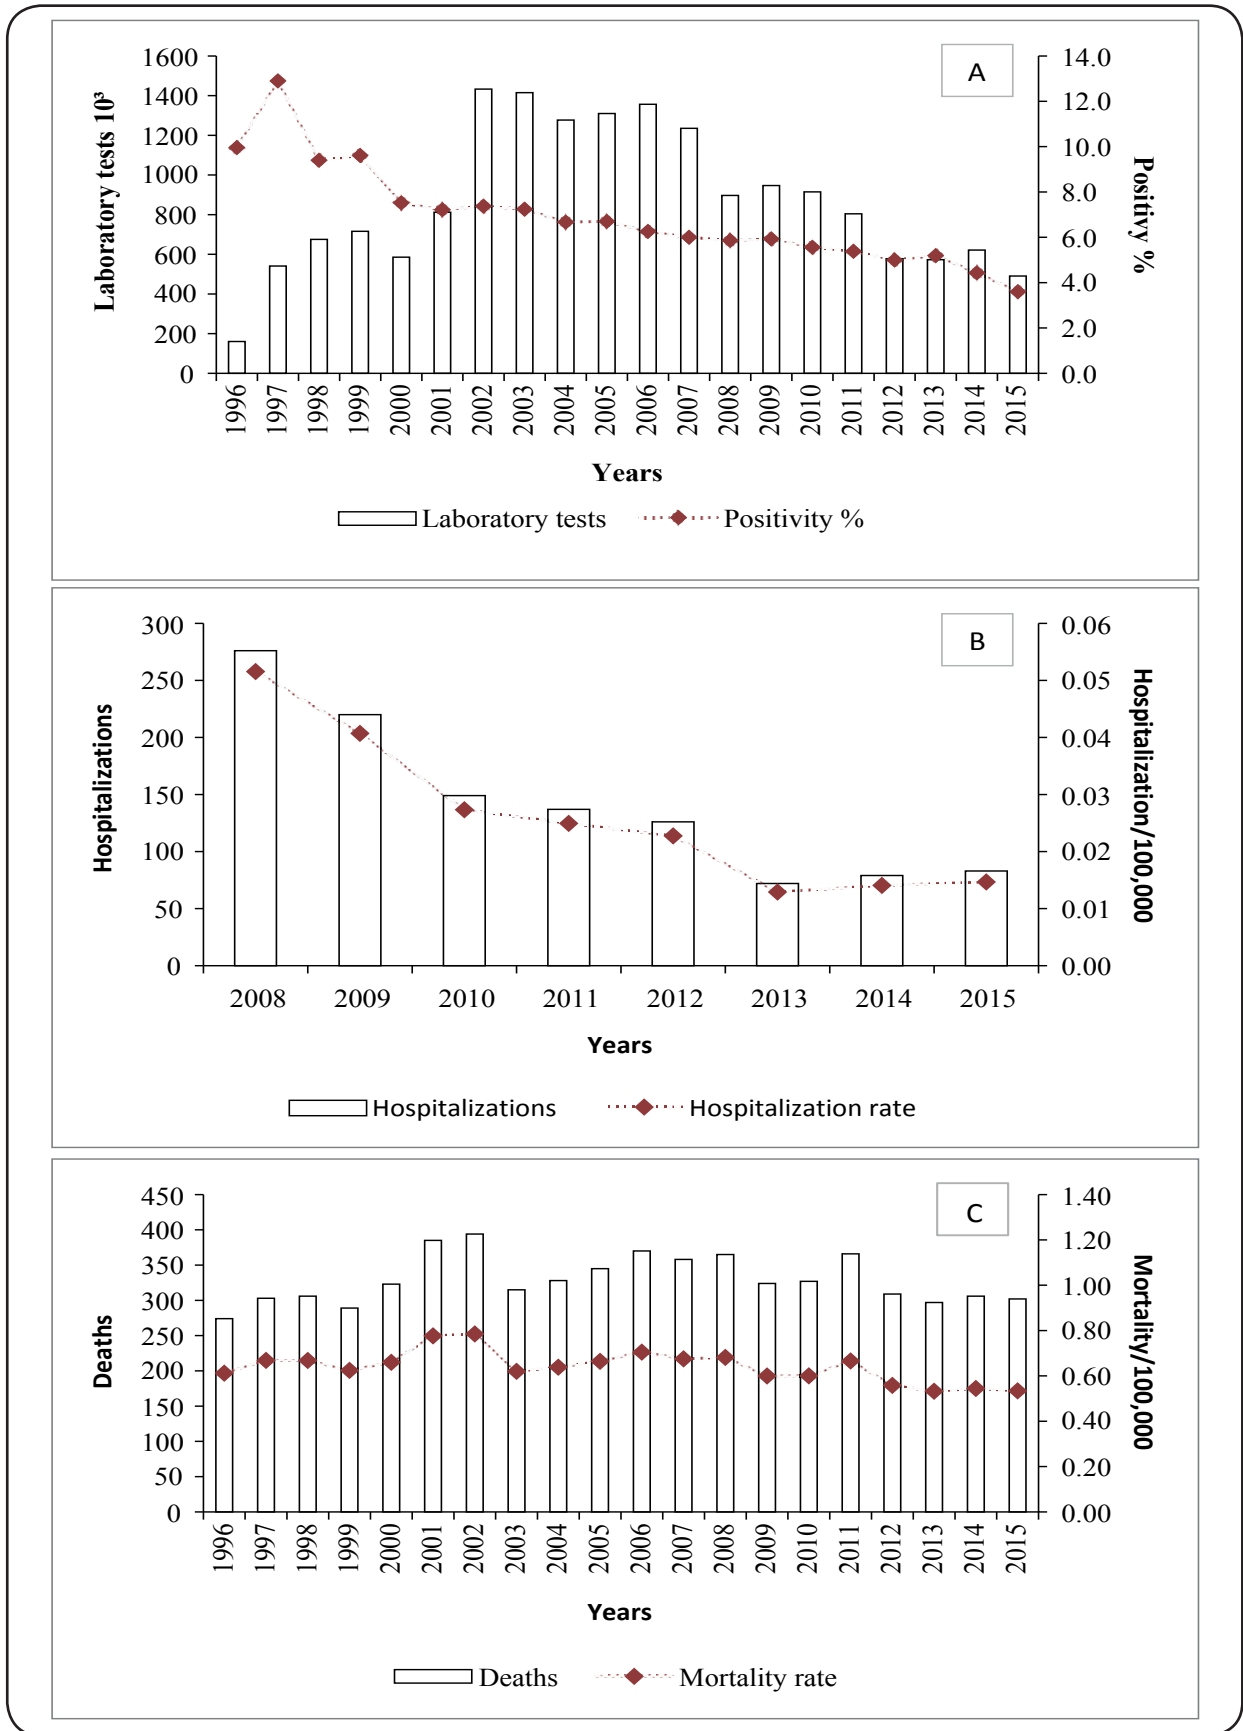 A
1600
1400
1200
1000
800
600
400
200
0
Laboratory tests 10³
14.0
12.0
10.0
8.0
6.0
4.0
2.0
0.0
Positivy %
1996 1997 1998 1999 2000 2001 2002 2003 2004 2005 2006 2007 2008 2009 2010 2011 2012 2013 2014 2015
Years
Laboratory tests Positivity %
B
300
250
200
150
100
50
0
Hospitalizations
0.06
0.05
0.04
0.03
0.02
0.01
0.00
Hospitalization/100,000
2008 2009 2010 2011 2012 2013 2014 2015
Years
Hospitalizations Hospitalization rate
C
450
400
350
300
250
200
150
100
50
0
Deaths
1.40
1.20
1.00
0.80
0.60
0.40
0.20
0.00
Mortality/100,000
1996 1997 1998 1999 2000 2001 2002 2003 2004 2005 2006 2007 2008 2009 2010 2011 2012 2013 2014 2015
Years
Deaths Mortality rate